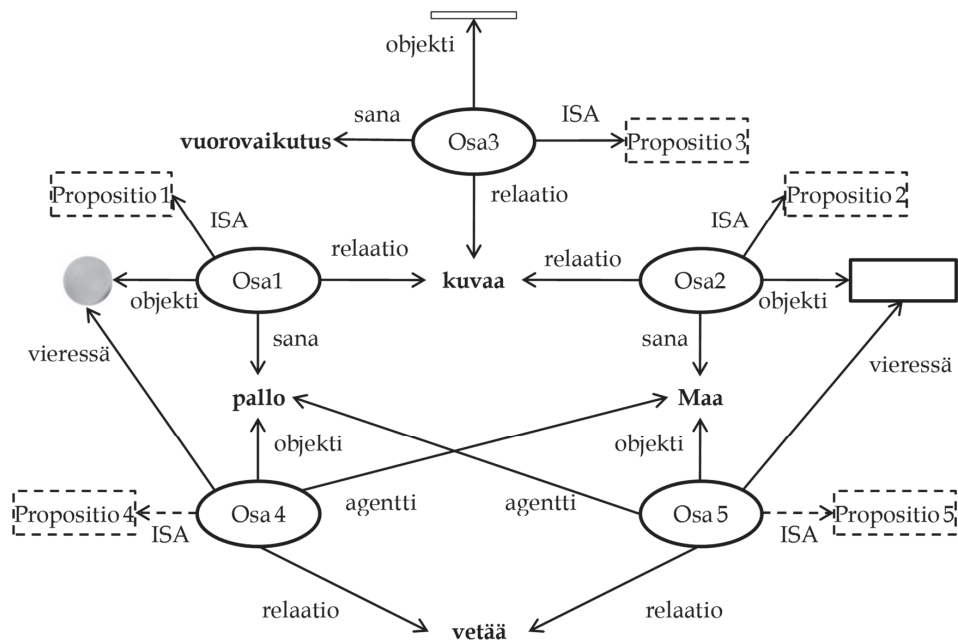 objekti
sana
ISA
vuorovaikutus
Osa3
Propositio 3
Propositio 1
relaatio
Propositio 2
ISA
ISA
relaatio
relaatio
Osa1
kuvaa
Osa2
objekti
objekti
sana
sana
vieressä
vieressä
pallo
Maa
objekti
objekti
agentti
agentti
Propositio 4
Osa 4
Osa 5
Propositio 5
ISA
ISA
relaatio
relaatio
vetää